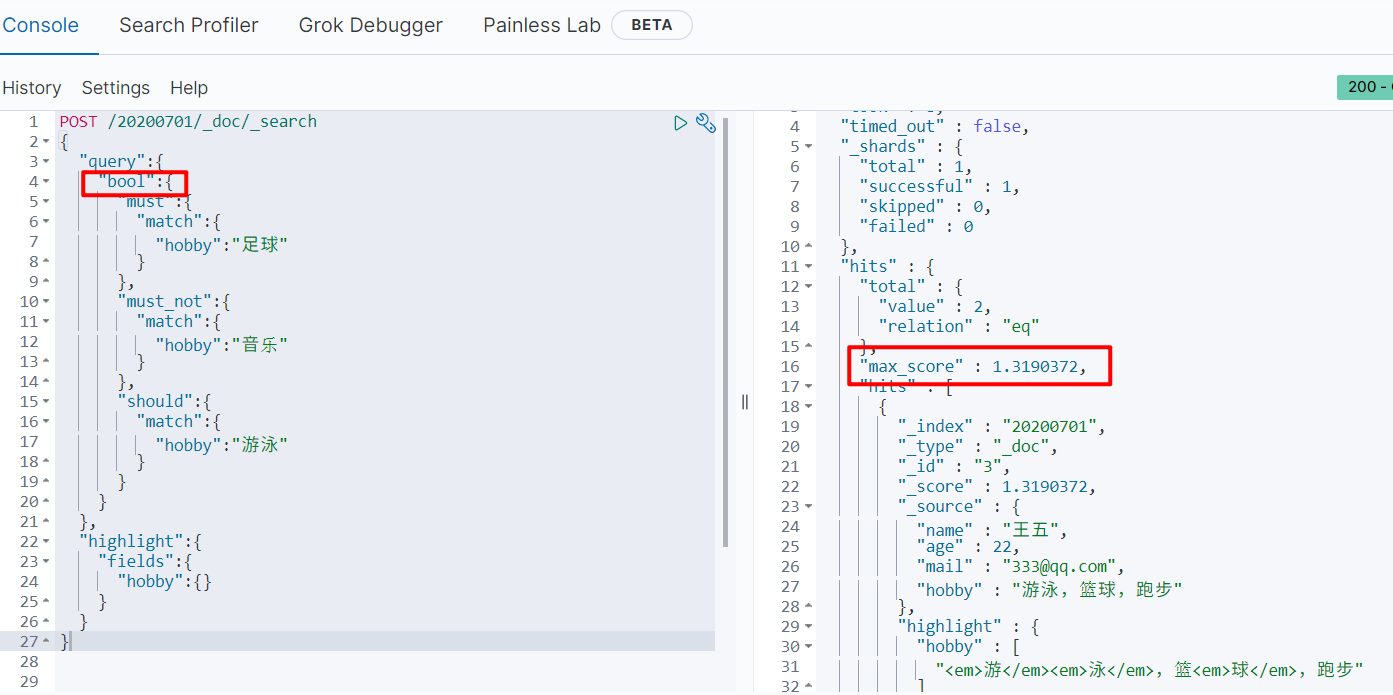 Console Search Profiler Grok Debugger Painless Lab BETA
History Settings Help
200 -
1 POST /20200701/_doc/_search
2 {
3 "query":{
4 "bool":{
5 "must":{
6 "match":{
7 "hobby":"足球"
8 }
9 },
10 "must_not":{
11 "match":{
12 "hobby":"音乐"
13 }
14 },
15 "should":{
16 "match":{
17 "hobby":"游泳"
18 }
19 }
20 }
21 },
22 "highlight":{
23 "fields":{
24 "hobby":{}
25 }
26 }
27 }
28
29
4 "timed_out" : false,
5 "_shards" : {
6 "total" : 1,
7 "successful" : 1,
8 "skipped" : 0,
9 "failed" : 0
10 },
11 "hits" : {
12 "total" : {
13 "value" : 2,
14 "relation" : "eq"
15 },
16 "max_score" : 1.3190372,
17 "hits" : [
18 {
19 "_index" : "20200701",
20 "_type" : "_doc",
21 "_id" : "3",
22 "_score" : 1.3190372,
23 "_source" : {
24 "name" : "王五",
25 "age" : 22,
26 "mail" : "333@qq.com",
27 "hobby" : "游泳，篮球，跑步"
28 },
29 "highlight" : {
30 "hobby" : [
31 "<em>游</em><em>泳</em>，篮<em>球</em>，跑步"
32 ]